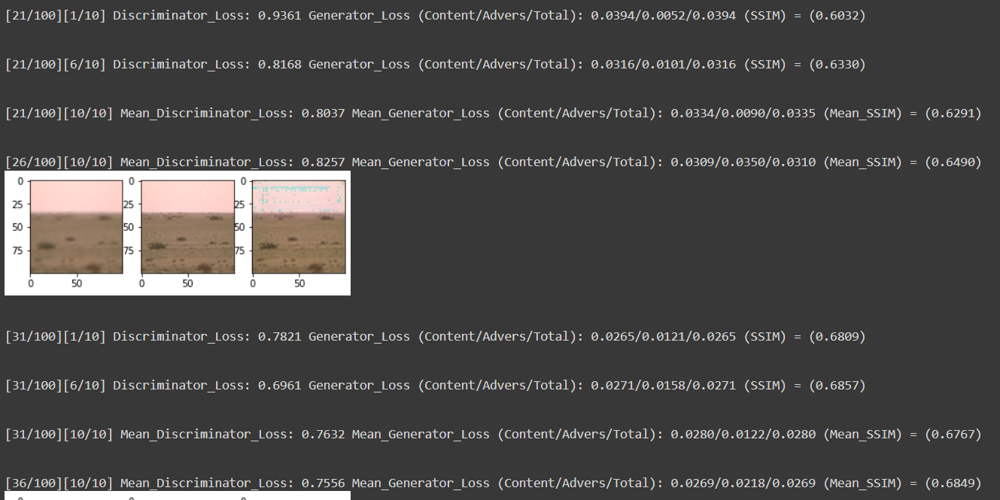 [21/100][1/10] Discriminator_Loss: 0.9361 Generator_Loss (Content/Advers/Total): 0.0394/0.0052/0.0394 (SSIM) = (0.6032)
[21/100][6/10] Discriminator_Loss: 0.8168 Generator_Loss (Content/Advers/Total): 0.0316/0.0101/0.0316 (SSIM) = (0.6330)
[21/100][10/10] Mean_Discriminator_Loss: 0.8037 Mean_Generator_Loss (Content/Advers/Total): 0.0334/0.0090/0.0335 (Mean_SSIM) = (0.6291)
[26/100][10/10] Mean_Discriminator_Loss: 0.8257 Mean_Generator_Loss (Content/Advers/Total): 0.0309/0.0350/0.0310 (Mean_SSIM) = (0.6490)
0 0 0
25 25 25
50 50 50
75 75 75
0 50 0 50 0 50
[31/100][1/10] Discriminator_Loss: 0.7821 Generator_Loss (Content/Advers/Total): 0.0265/0.0121/0.0265 (SSIM) = (0.6809)
[31/100][6/10] Discriminator_Loss: 0.6961 Generator_Loss (Content/Advers/Total): 0.0271/0.0158/0.0271 (SSIM) = (0.6857)
[31/100][10/10] Mean_Discriminator_Loss: 0.7632 Mean_Generator_Loss (Content/Advers/Total): 0.0280/0.0122/0.0280 (Mean_SSIM) = (0.6767)
[36/100][10/10] Mean_Discriminator_Loss: 0.7556 Mean_Generator_Loss (Content/Advers/Total): 0.0269/0.0218/0.0269 (Mean_SSIM) = (0.6849)